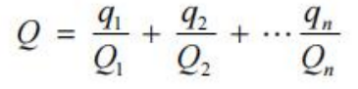 Q = q₁/Q₁ + q₂/Q₂ + ⋯ qₙ/Qₙ